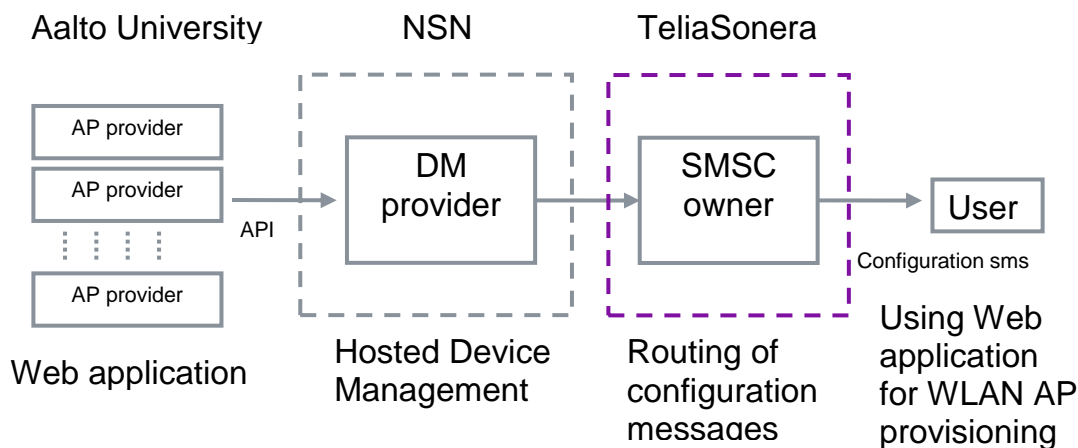 Aalto University
NSN
TeliaSonera
AP provider
AP provider
AP provider
API
DM
provider
SMSC
owner
User
Configuration sms
Web application
Hosted Device
Management
Routing of
configuration
messages
Using Web
application
for WLAN AP
provisioning